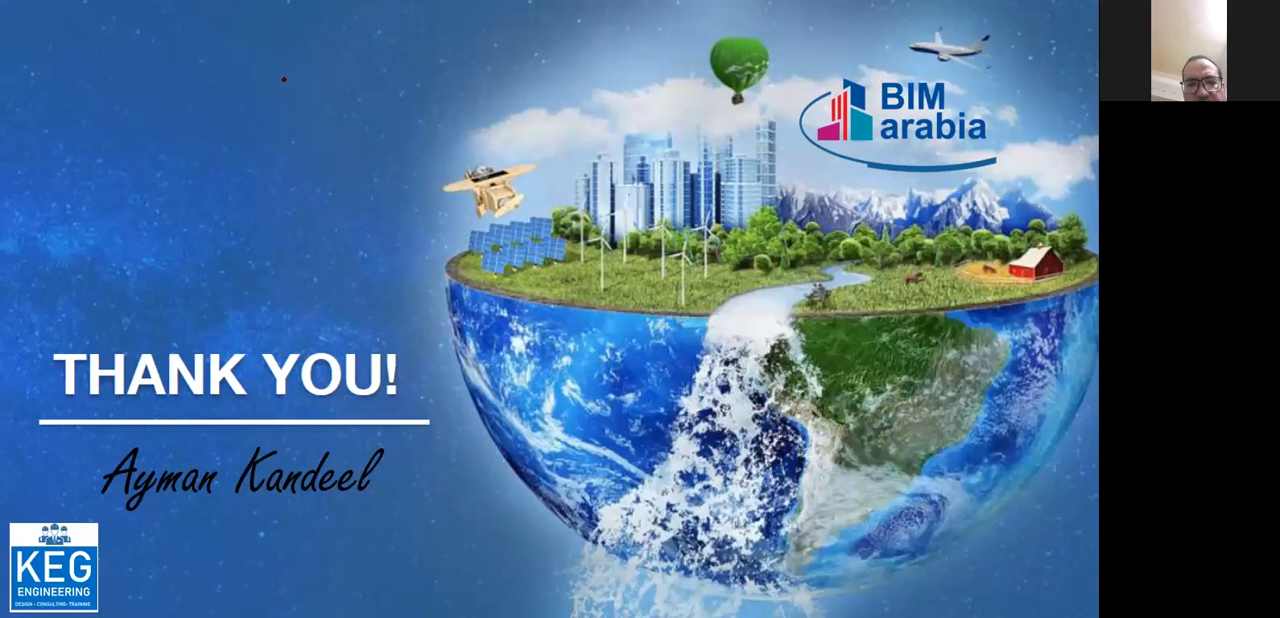 BIM
arabia
THANK YOU!
Ayman Kandeel
KEG
ENGINEERING
DESIGN - CONSULTING - TRAINING